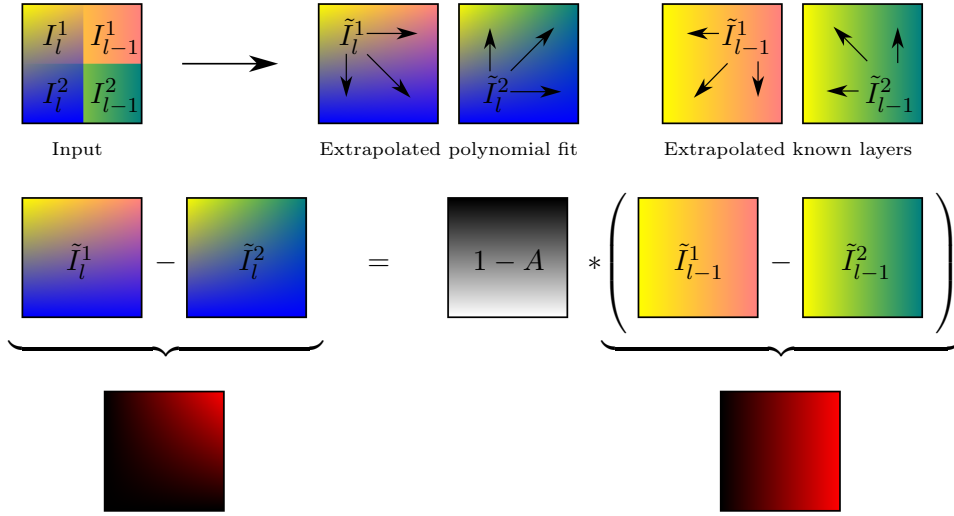 I_l^1 I_{l-1}^1 Ĩ_l^1 Ĩ_{l-1}^1
I_l^2 I_{l-1}^2 Ĩ_l^2 Ĩ_{l-1}^2
Input Extrapolated polynomial fit Extrapolated known layers
Ĩ_l^1 − Ĩ_l^2 = 1 − A * ( Ĩ_{l-1}^1 − Ĩ_{l-1}^2 )